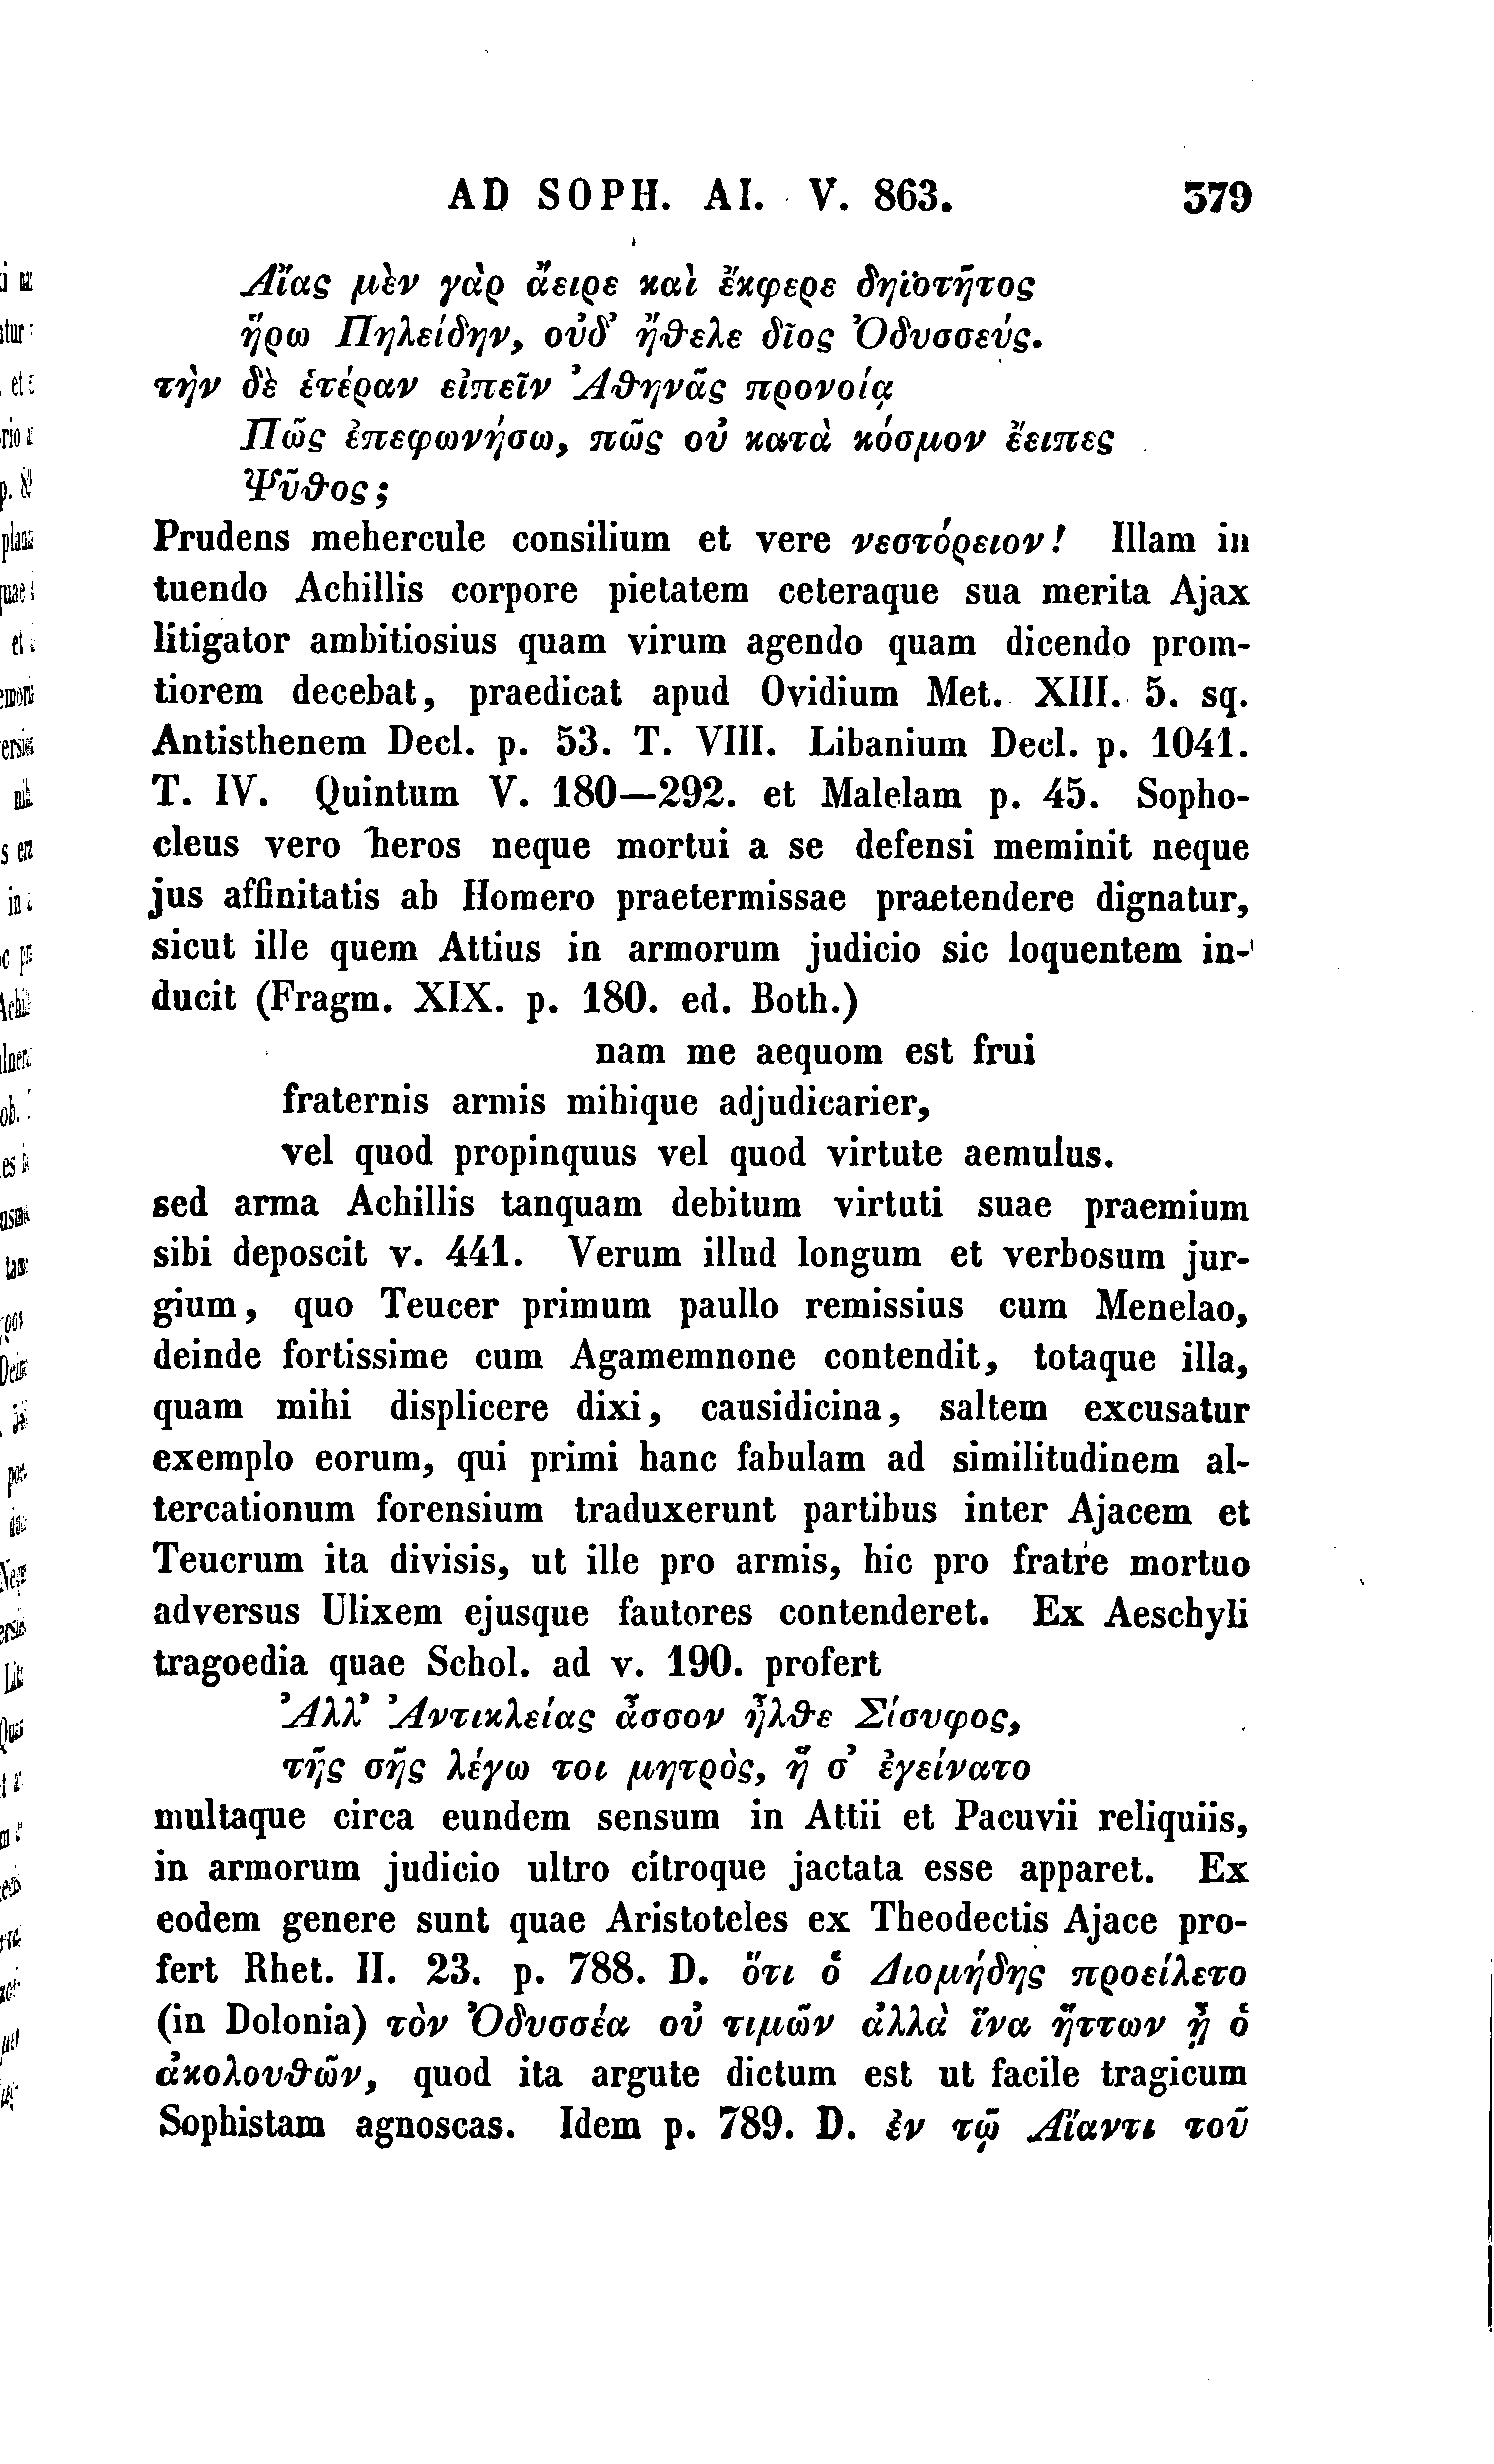 AD SOPH. AI. V. 863. 379
Αἴας μὲν γὰρ ἄειρε καὶ ἔκφερε δηϊοτῆτος
ἥρω Πηλείδην, οὐδ’ ἤθελε δῖος Ὀδυσσεύς.
τὴν δὲ ἑτέραν εἰπεῖν Ἀθηνᾶς προνοίᾳ
Πῶς ἐπεφωνήσω, πῶς οὐ κατὰ κόσμον ἔειπες
Ψῦθος;
Prudens mehercule consilium et vere νεστόρειον! Illam in
tuendo Achillis corpore pietatem ceteraque sua merita Ajax
litigator ambitiosius quam virum agendo quam dicendo prom-
tiorem decebat, praedicat apud Ovidium Met. XIII. 5. sq.
Antisthenem Decl. p. 53. T. VIII. Libanium Decl. p. 1041.
T. IV. Quintum V. 180—292. et Malelam p. 45. Sopho-
cleus vero heros neque mortui a se defensi meminit neque
jus affinitatis ab Homero praetermissae praetendere dignatur,
sicut ille quem Attius in armorum judicio sic loquentem in-
ducit (Fragm. XIX. p. 180. ed. Both.)
nam me aequom est frui
fraternis armis mihique adjudicarier,
vel quod propinquus vel quod virtute aemulus.
sed arma Achillis tanquam debitum virtuti suae praemium
sibi deposcit v. 441. Verum illud longum et verbosum jur-
gium, quo Teucer primum paullo remissius cum Menelao,
deinde fortissime cum Agamemnone contendit, totaque illa,
quam mihi displicere dixi, causidicina, saltem excusatur
exemplo eorum, qui primi hanc fabulam ad similitudinem al-
tercationum forensium traduxerunt partibus inter Ajacem et
Teucrum ita divisis, ut ille pro armis, hic pro fratre mortuo
adversus Ulixem ejusque fautores contenderet. Ex Aeschyli
tragoedia quae Schol. ad v. 190. profert
Ἀλλ’ Ἀντικλείας ἆσσον ἦλθε Σίσυφος,
τῆς σῆς λέγω τοι μητρὸς, ἥ σ’ ἐγείνατο
multaque circa eundem sensum in Attii et Pacuvii reliquiis,
in armorum judicio ultro citroque jactata esse apparet. Ex
eodem genere sunt quae Aristoteles ex Theodectis Ajace pro-
fert Rhet. II. 23. p. 788. D. ὅτι ὁ Διομήδης προείλετο
(in Dolonia) τὸν Ὀδυσσέα οὐ τιμῶν ἀλλὰ ἵνα ἥττων ᾖ ὁ
ἀκολουθῶν, quod ita argute dictum est ut facile tragicum
Sophistam agnoscas. Idem p. 789. D. ἐν τῷ Αἴαντι τοῦ